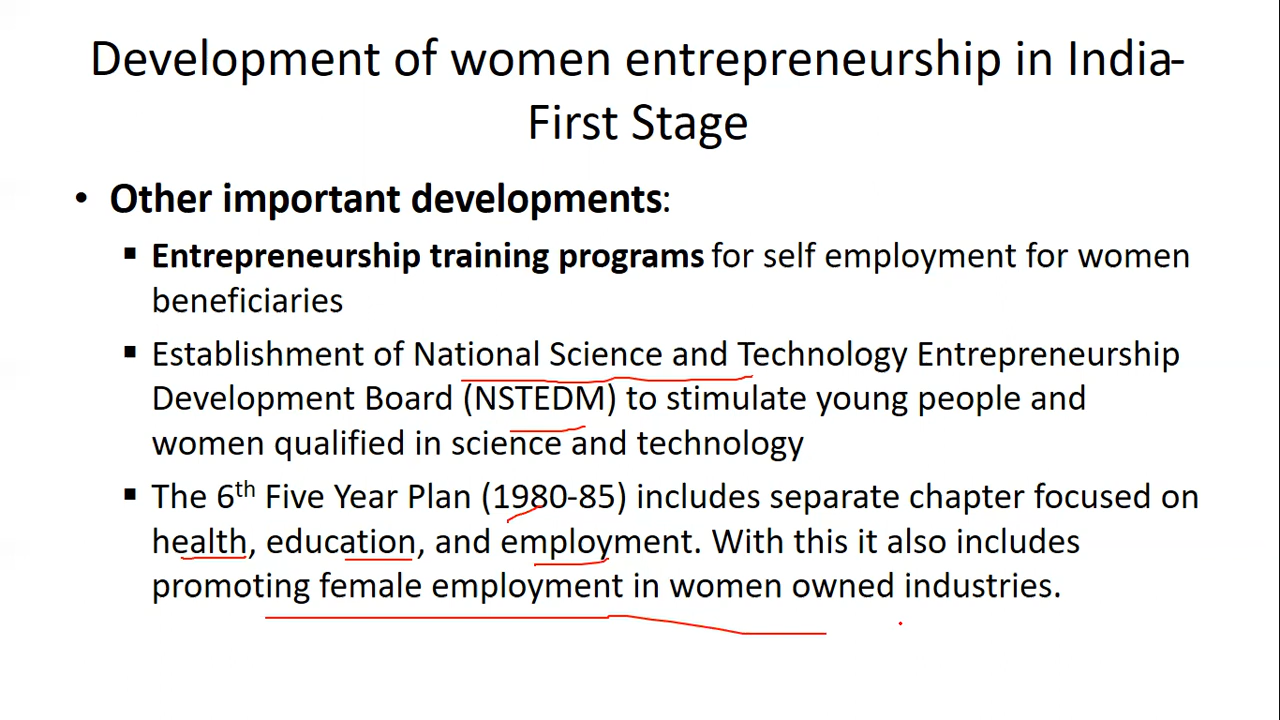 Development of women entrepreneurship in India-
First Stage
• Other important developments:
▪ Entrepreneurship training programs for self employment for women
beneficiaries
▪ Establishment of National Science and Technology Entrepreneurship
Development Board (NSTEDM) to stimulate young people and
women qualified in science and technology
▪ The 6th Five Year Plan (1980-85) includes separate chapter focused on
health, education, and employment. With this it also includes
promoting female employment in women owned industries.